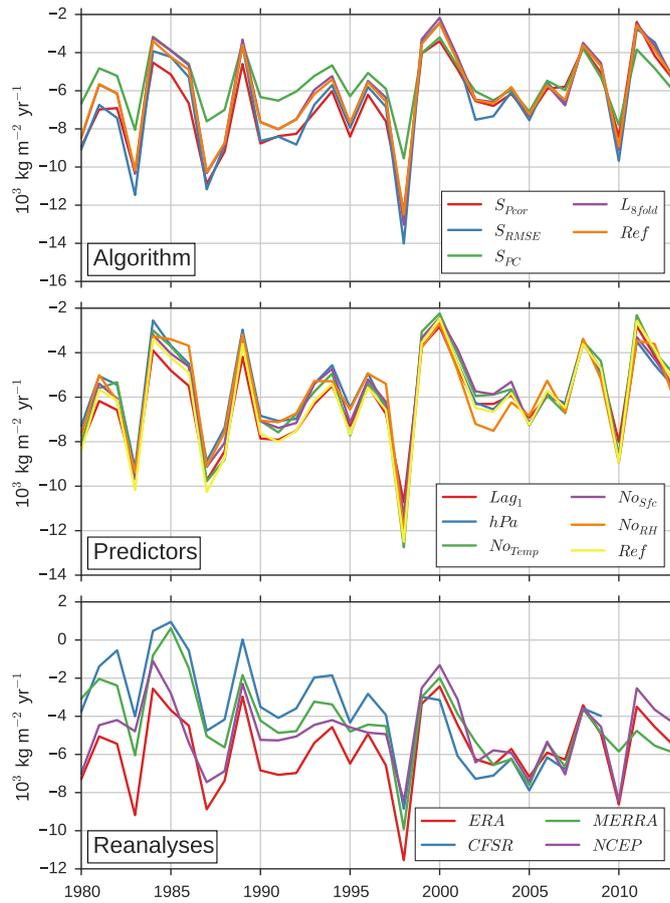 −2
−4
−6
−8
−10
−12
−14
−16
10³ kg m⁻² yr⁻¹
Algorithm
S_Pcor
S_RMSE
S_PC
L_8fold
Ref
−2
−4
−6
−8
−10
−12
−14
10³ kg m⁻² yr⁻¹
Predictors
Lag₁
hPa
No_Temp
No_Sfc
No_RH
Ref
2
0
−2
−4
−6
−8
−10
−12
10³ kg m⁻² yr⁻¹
Reanalyses
ERA
CFSR
MERRA
NCEP
1980 1985 1990 1995 2000 2005 2010